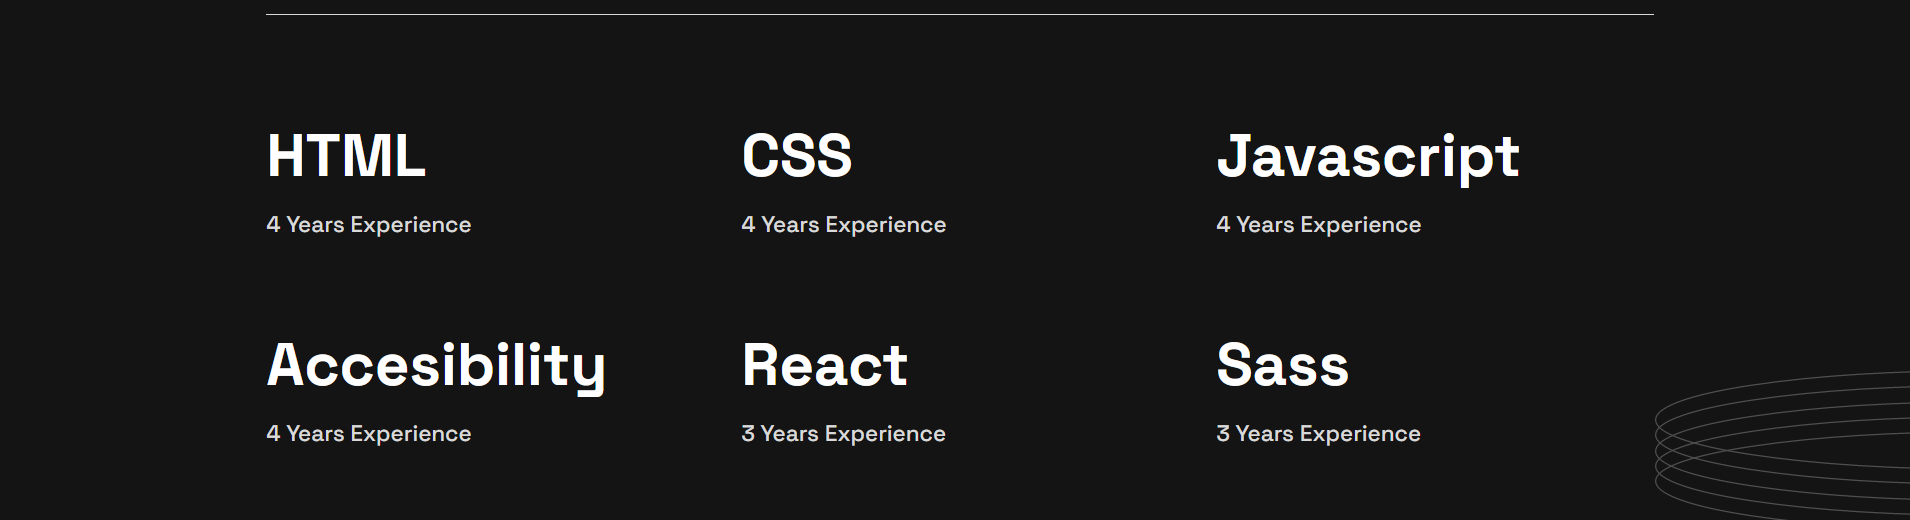 HTML
4 Years Experience
CSS
4 Years Experience
Javascript
4 Years Experience
Accesibility
4 Years Experience
React
3 Years Experience
Sass
3 Years Experience